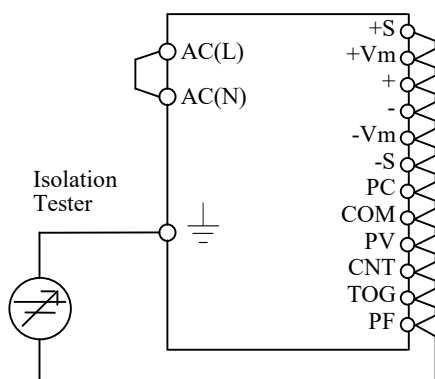 AC(L)
AC(N)
Isolation
Tester
+S
+Vm
+
-
-Vm
-S
PC
COM
PV
CNT
TOG
PF